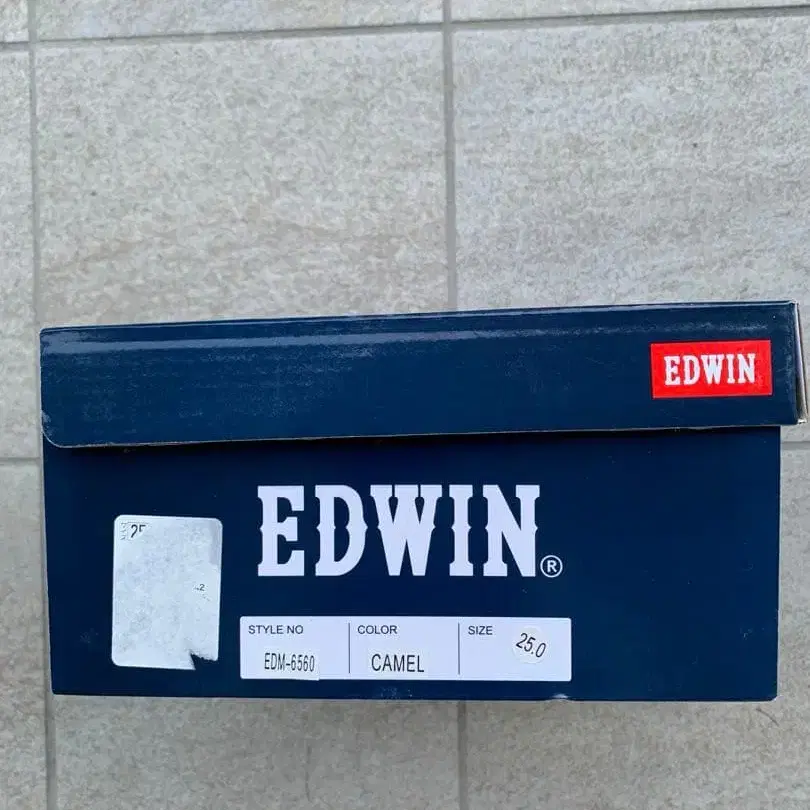 EDWIN
EDWIN®
STYLE NO COLOR SIZE
EDM-6560 CAMEL 25.0